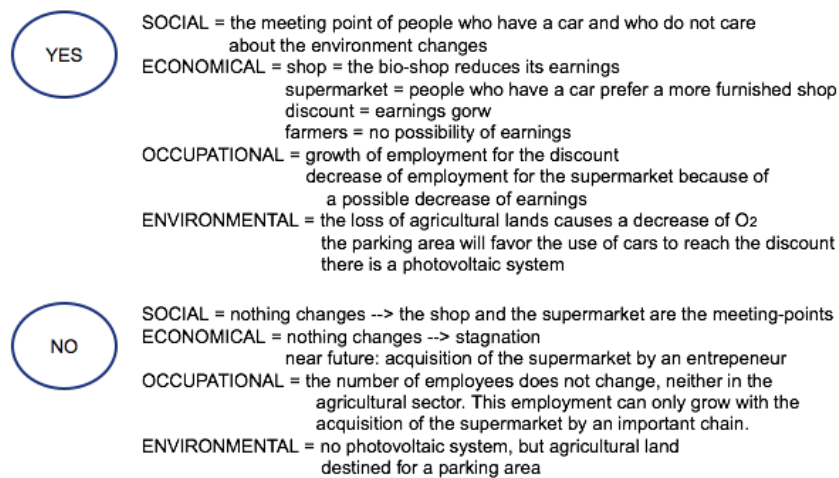 YES
SOCIAL = the meeting point of people who have a car and who do not care
about the environment changes
ECONOMICAL = shop = the bio-shop reduces its earnings
supermarket = people who have a car prefer a more furnished shop
discount = earnings gorw
farmers = no possibility of earnings
OCCUPATIONAL = growth of employment for the discount
decrease of employment for the supermarket because of
a possible decrease of earnings
ENVIRONMENTAL = the loss of agricultural lands causes a decrease of O2
the parking area will favor the use of cars to reach the discount
there is a photovoltaic system
NO
SOCIAL = nothing changes --> the shop and the supermarket are the meeting-points
ECONOMICAL = nothing changes --> stagnation
near future: acquisition of the supermarket by an entrepeneur
OCCUPATIONAL = the number of employees does not change, neither in the
agricultural sector. This employment can only grow with the
acquisition of the supermarket by an important chain.
ENVIRONMENTAL = no photovoltaic system, but agricultural land
destined for a parking area